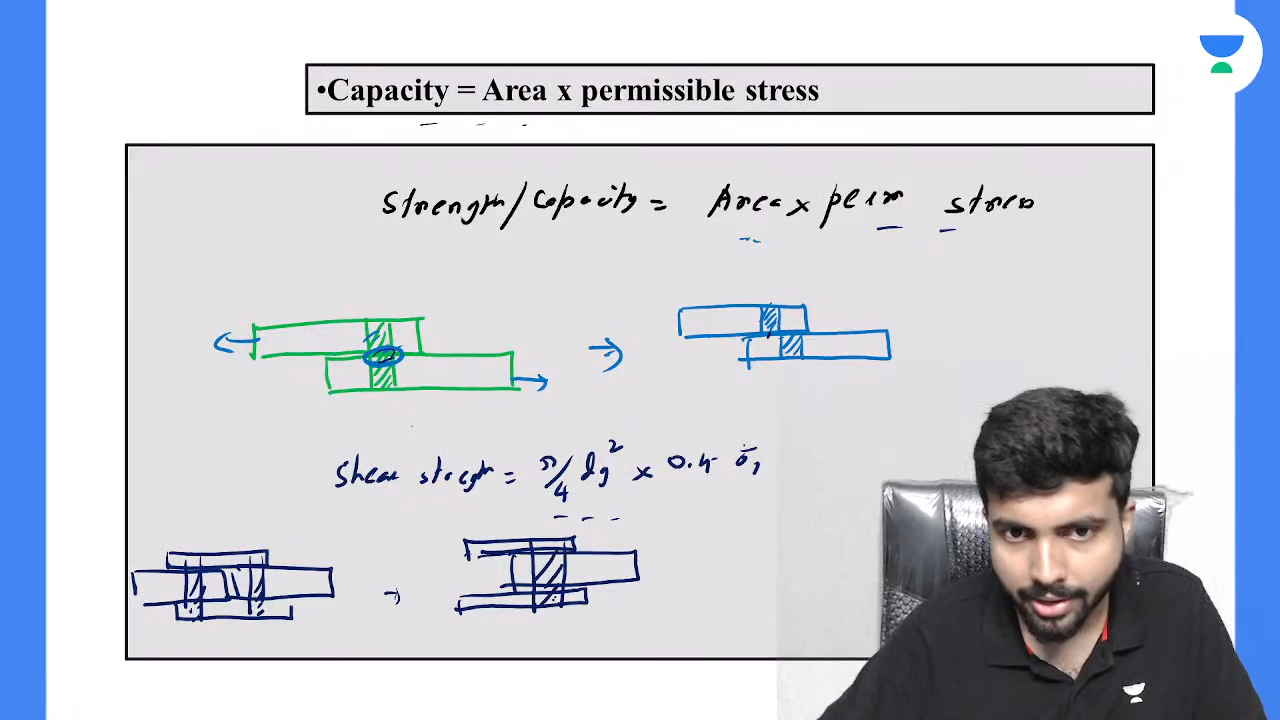 •Capacity = Area x permissible stress
Strength/Capacity = Area x perm stress
Shear strength = π/4 dg² x 0.4